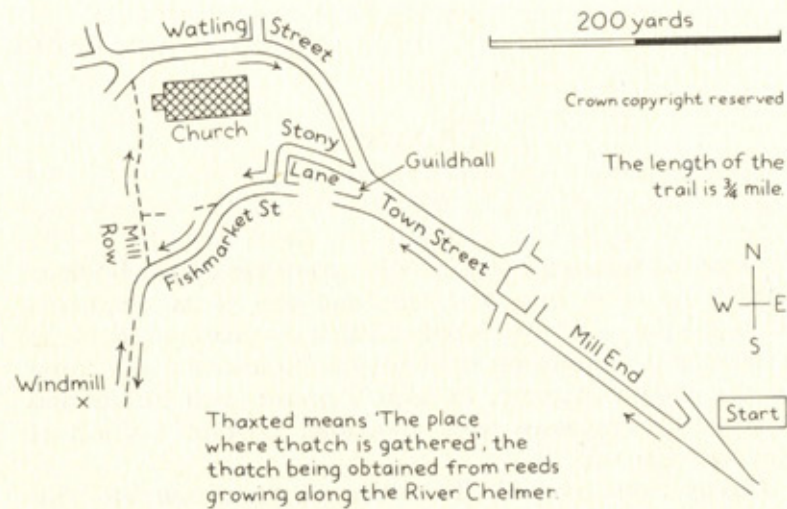 Watling Street
200 yards
Crown copyright reserved
Church
Stony Lane
Guildhall
The length of the
trail is ¾ mile.
Mill Row
Fishmarket St
Town Street
N
W E
S
Mill End
Windmill
x
Start
Thaxted means 'The place
where thatch is gathered', the
thatch being obtained from reeds
growing along the River Chelmer.